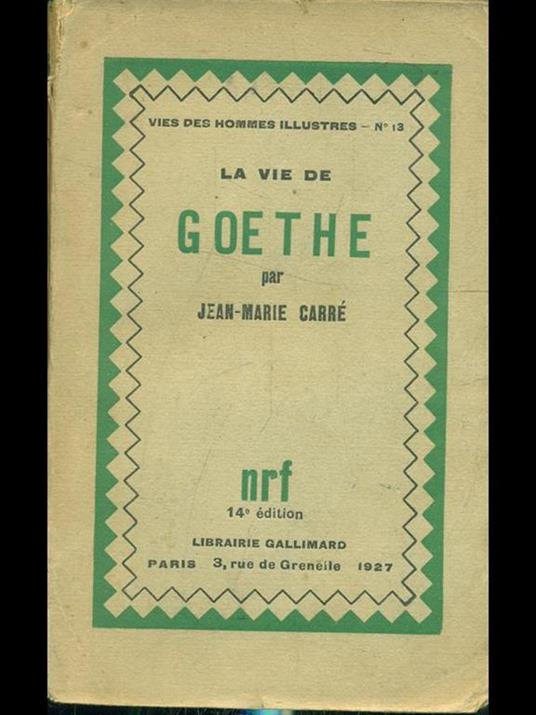 VIES DES HOMMES ILLUSTRES – N° 13
LA VIE DE
GOETHE
par
JEAN-MARIE CARRÉ
nrf
14e édition
LIBRAIRIE GALLIMARD
PARIS 3, rue de Grenelle 1927